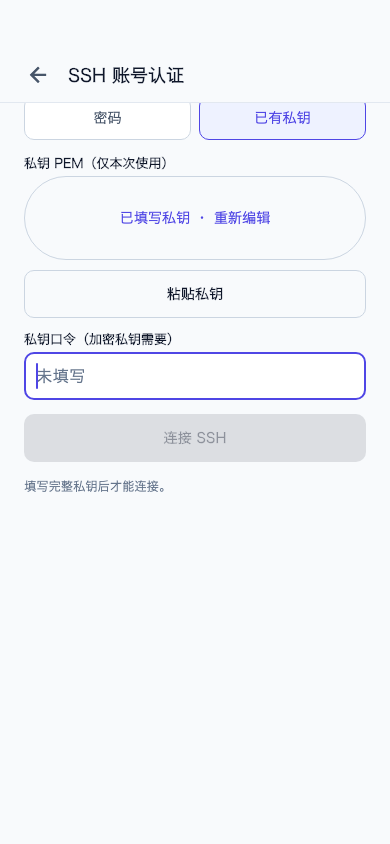 SSH 账号认证
密码
已有私钥
私钥 PEM（仅本次使用）
已填写私钥 · 重新编辑
粘贴私钥
私钥口令（加密私钥需要）
未填写
连接 SSH
填写完整私钥后才能连接。